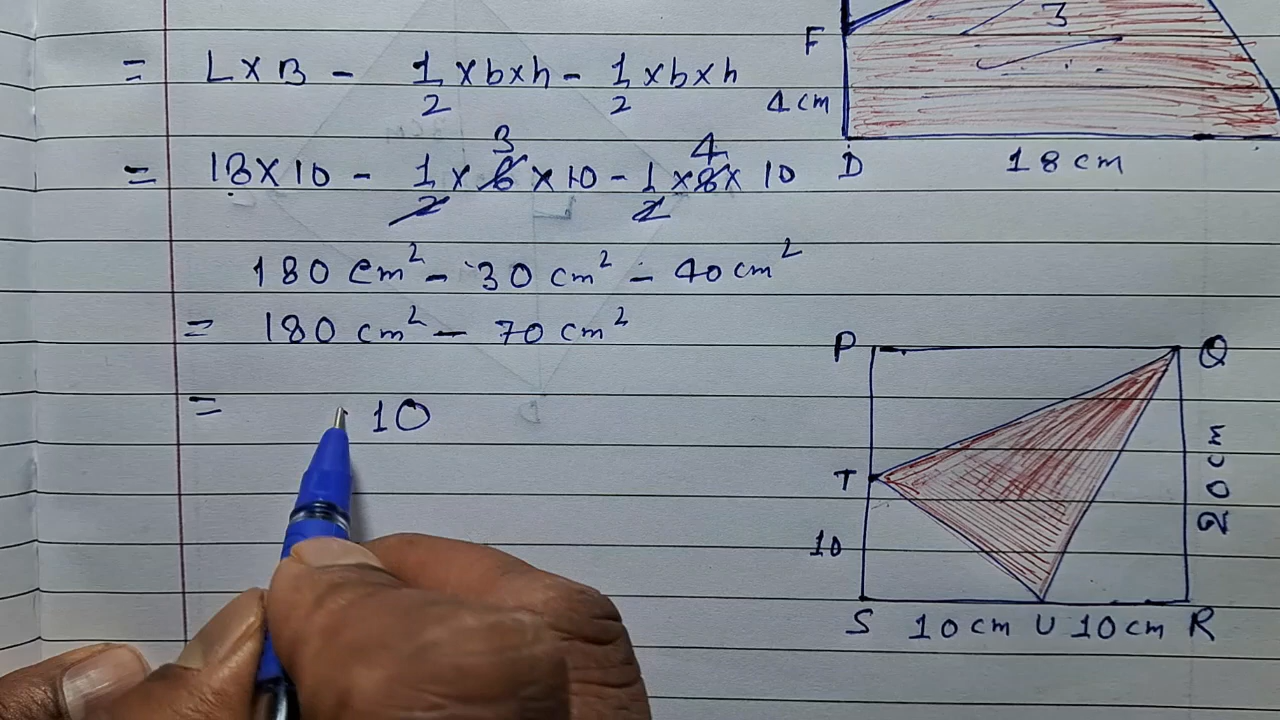 = L × B - 1/2 × b × h - 1/2 × b × h
= 18 × 10 - 1/2 × 6 × 10 - 1/2 × 8 × 10
3
4
180 cm² - 30 cm² - 40 cm²
= 180 cm² - 70 cm²
= 10
F
3
4 cm
D
18 cm
P
Q
T
20 cm
10
S 10 cm U 10 cm R